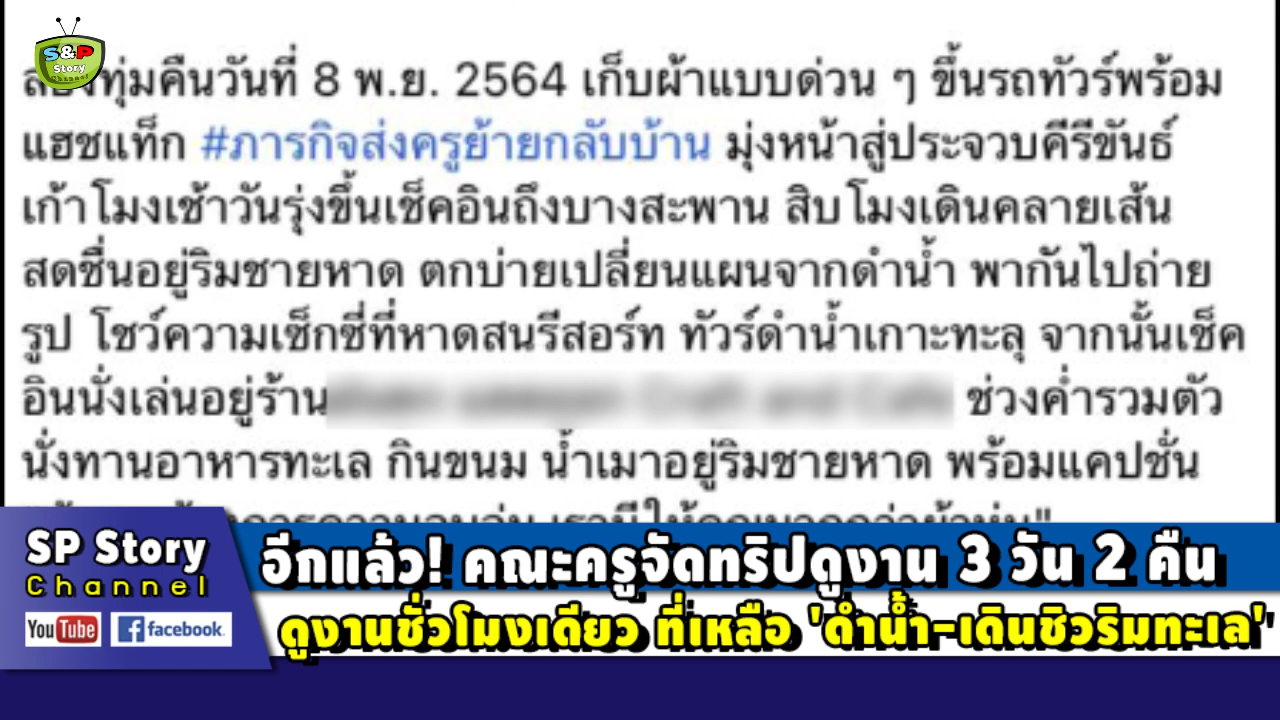 S&P
Story
Channel
สองทุ่มคืนวันที่ 8 พ.ย. 2564 เก็บผ้าแบบด่วน ๆ ขึ้นรถทัวร์พร้อม
แฮชแท็ก #ภารกิจส่งครูย้ายกลับบ้าน มุ่งหน้าสู่ประจวบคีรีขันธ์
เก้าโมงเช้าวันรุ่งขึ้นเช็คอินถึงบางสะพาน สิบโมงเดินคลายเส้น
สดชื่นอยู่ริมชายหาด ตกบ่ายเปลี่ยนแผนจากดำน้ำ พากันไปถ่าย
รูป โชว์ความเซ็กซี่ที่หาดสนรีสอร์ท ทัวร์ดำน้ำเกาะทะลุ จากนั้นเช็ค
อินนั่งเล่นอยู่ร้าน ช่วงค่ำรวมตัว
นั่งทานอาหารทะเล กินขนม น้ำเมาอยู่ริมชายหาด พร้อมแคปชั่น
SP Story
Channel
YouTube facebook
อีกแล้ว! คณะครูจัดทริปดูงาน 3 วัน 2 คืน
ดูงานชั่วโมงเดียว ที่เหลือ 'ดำน้ำ-เดินชิวริมทะเล'